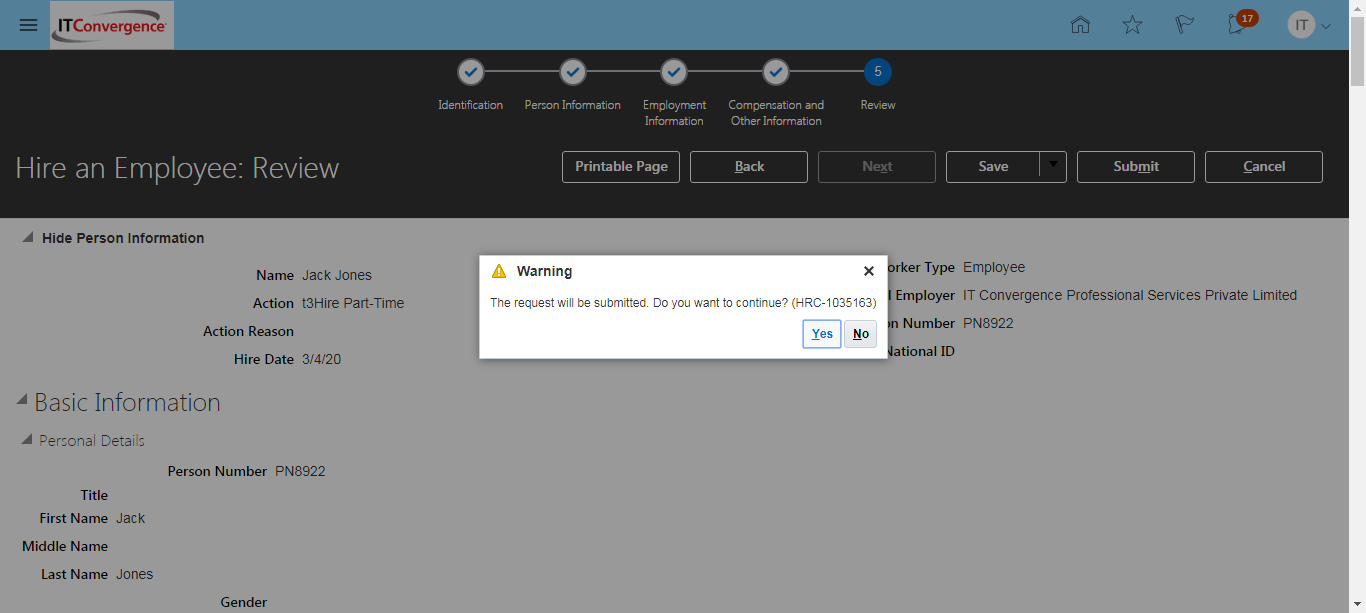 ITConvergence
17
IT
5
Identification
Person Information
Employment
Information
Compensation and
Other Information
Review
Hire an Employee: Review
Printable Page
Back
Next
Save
Submit
Cancel
Hide Person Information
Name Jack Jones
Action t3Hire Part-Time
Action Reason
Hire Date 3/4/20
orker Type Employee
l Employer IT Convergence Professional Services Private Limited
on Number PN8922
National ID
Warning
The request will be submitted. Do you want to continue? (HRC-1035163)
Yes
No
Basic Information
Personal Details
Person Number PN8922
Title
First Name Jack
Middle Name
Last Name Jones
Gender